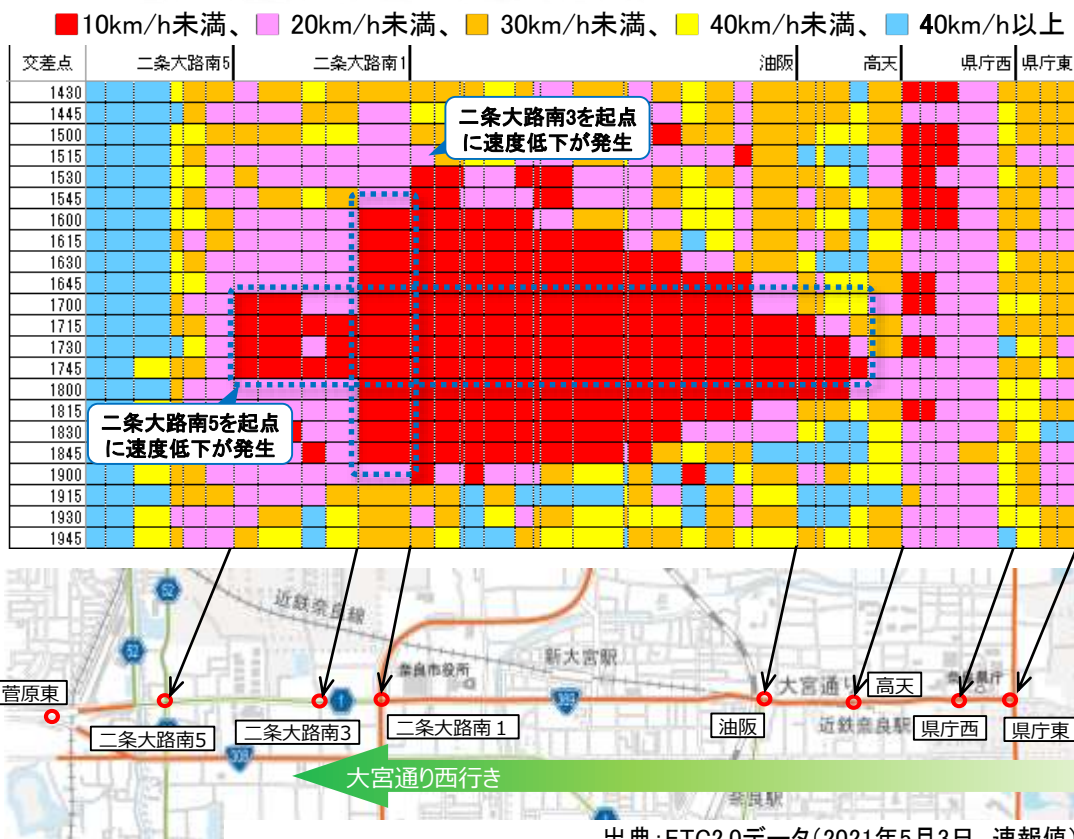 10km/h未満、 20km/h未満、 30km/h未満、 40km/h未満、 40km/h以上
交差点 二条大路南5 二条大路南1 油阪 高天 県庁西 県庁東
1430
1445
1500
1515
1530
1545
1600
1615
1630
1645
1700
1715
1730
1745
1800
1815
1830
1845
1900
1915
1930
1945
二条大路南3を起点
に速度低下が発生
二条大路南5を起点
に速度低下が発生
52
近鉄奈良線
52
奈良市役所
新大宮駅
大宮通り
高天
菅原東
1
369
近鉄奈良駅
二条大路南5
二条大路南3
二条大路南1
油阪
県庁西
県庁東
308
大宮通り西行き
奈良駅
出典：ETC2.0データ（2021年5月3日 速報値）